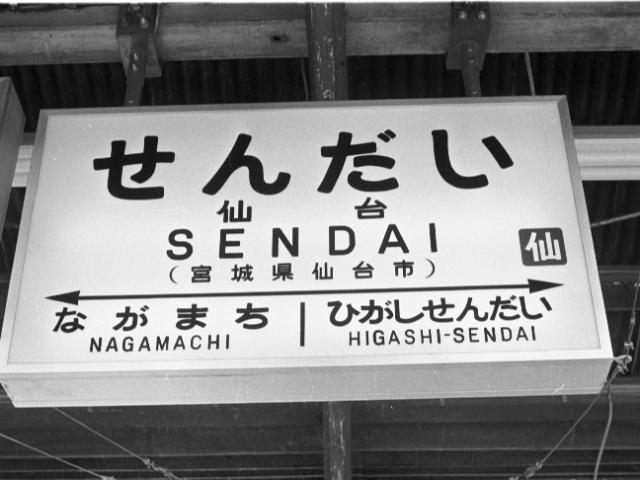 せんだい
仙台
SENDAI
仙
(宮城県仙台市)
ながまち
NAGAMACHI
ひがしせんだい
HIGASHI-SENDAI